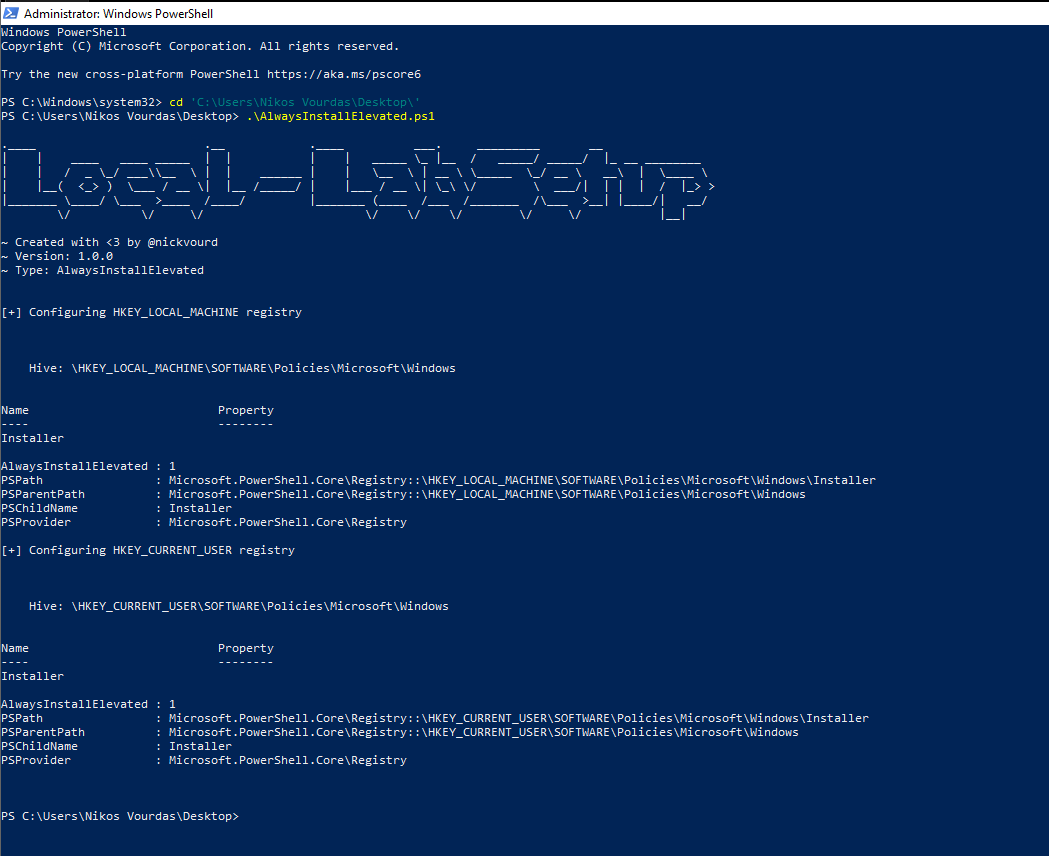 Administrator: Windows PowerShell
Windows PowerShell
Copyright (C) Microsoft Corporation. All rights reserved.
Try the new cross-platform PowerShell https://aka.ms/pscore6
PS C:\Windows\system32> cd 'C:\Users\Nikos Vourdas\Desktop\'
PS C:\Users\Nikos Vourdas\Desktop> .\AlwaysInstallElevated.ps1
Local-LabSetup
~ Created with <3 by @nickvourd
~ Version: 1.0.0
~ Type: AlwaysInstallElevated
[+] Configuring HKEY_LOCAL_MACHINE registry
Hive: \HKEY_LOCAL_MACHINE\SOFTWARE\Policies\Microsoft\Windows
Name Property
---- --------
Installer
AlwaysInstallElevated : 1
PSPath : Microsoft.PowerShell.Core\Registry::\HKEY_LOCAL_MACHINE\SOFTWARE\Policies\Microsoft\Windows\Installer
PSParentPath : Microsoft.PowerShell.Core\Registry::\HKEY_LOCAL_MACHINE\SOFTWARE\Policies\Microsoft\Windows
PSChildName : Installer
PSProvider : Microsoft.PowerShell.Core\Registry
[+] Configuring HKEY_CURRENT_USER registry
Hive: \HKEY_CURRENT_USER\SOFTWARE\Policies\Microsoft\Windows
Name Property
---- --------
Installer
AlwaysInstallElevated : 1
PSPath : Microsoft.PowerShell.Core\Registry::\HKEY_CURRENT_USER\SOFTWARE\Policies\Microsoft\Windows\Installer
PSParentPath : Microsoft.PowerShell.Core\Registry::\HKEY_CURRENT_USER\SOFTWARE\Policies\Microsoft\Windows
PSChildName : Installer
PSProvider : Microsoft.PowerShell.Core\Registry
PS C:\Users\Nikos Vourdas\Desktop>